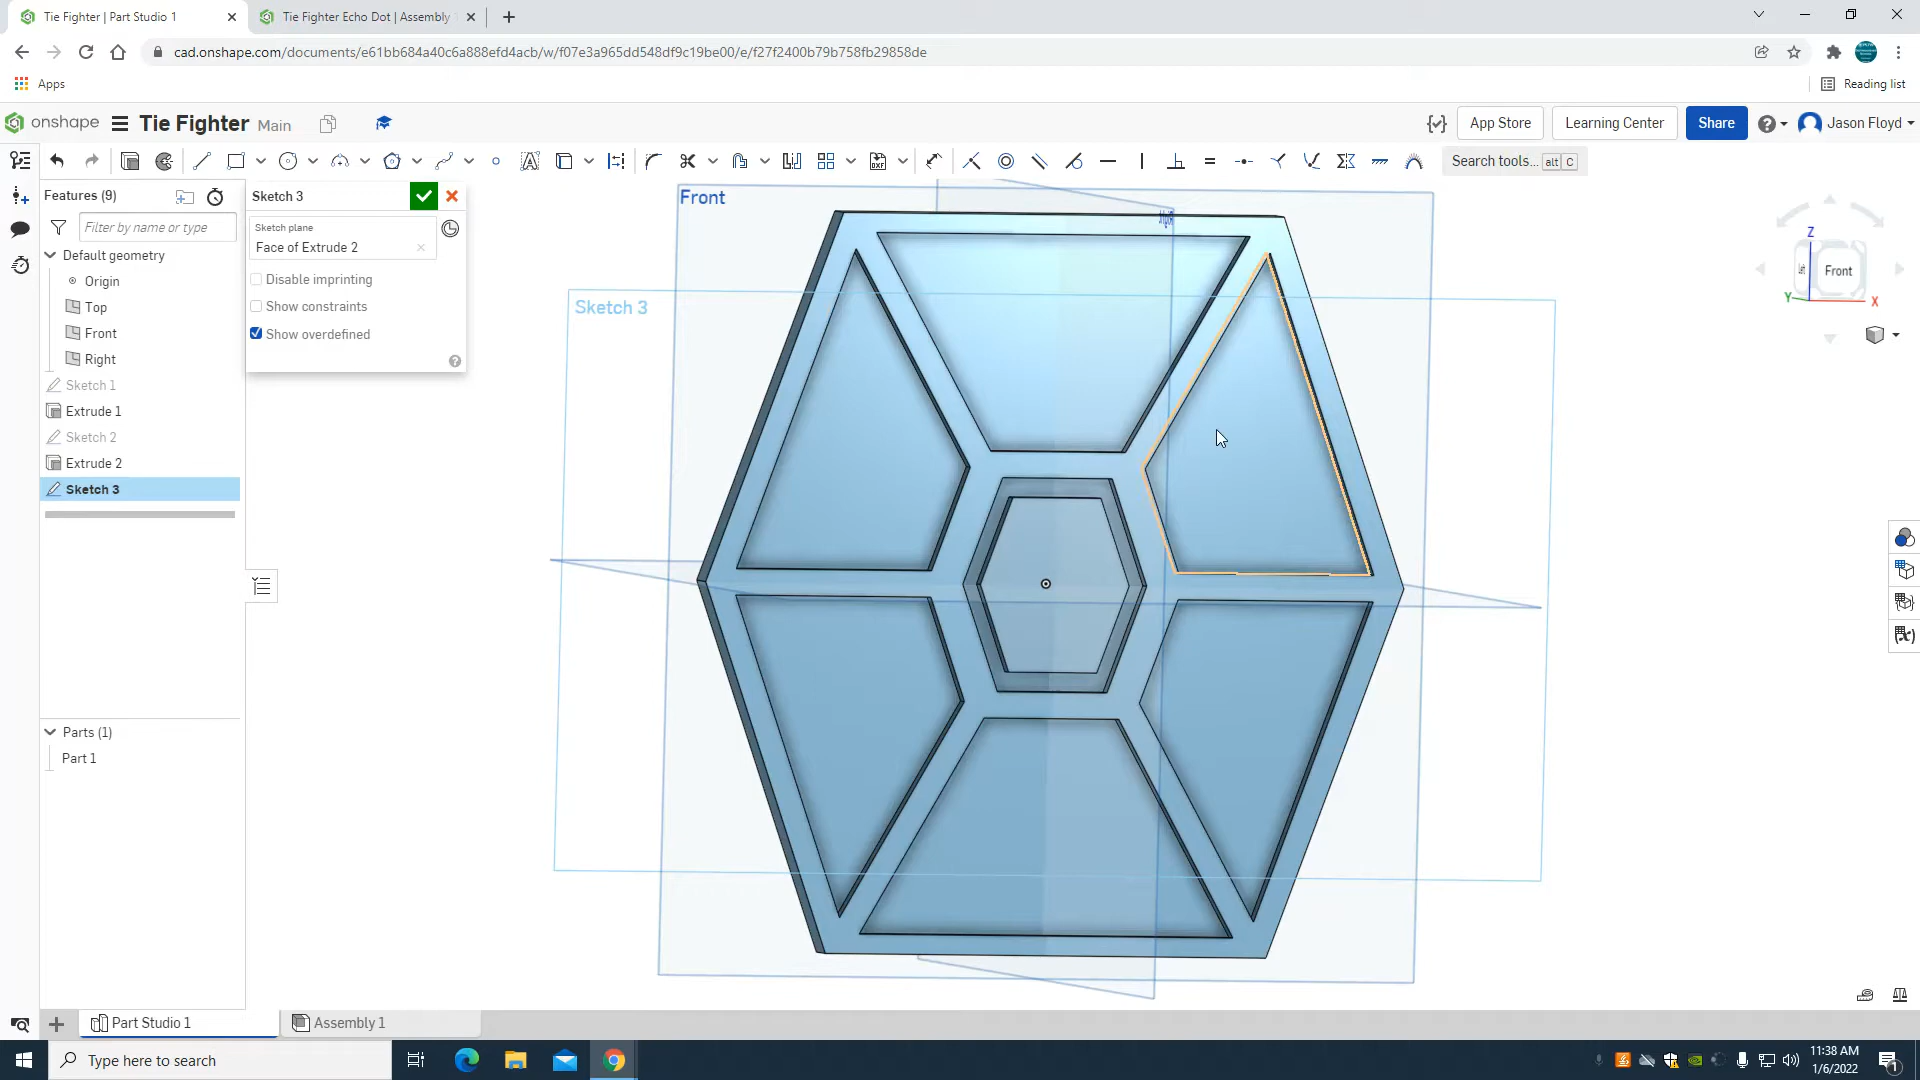 Tie Fighter | Part Studio 1
Tie Fighter Echo Dot | Assembly
cad.onshape.com/documents/e61bb684a40c6a888efd4acb/w/f07e3a965dd548df9c19be00/e/f27f2400b79b758fb29858de
Apps
Reading list
onshape
Tie Fighter Main
App Store
Learning Center
Share
Jason Floyd
Search tools... alt C
Features (9)
Filter by name or type
Default geometry
Origin
Top
Front
Right
Sketch 1
Extrude 1
Sketch 2
Extrude 2
Sketch 3
Parts (1)
Part 1
Sketch 3
Sketch plane
Face of Extrude 2
Disable imprinting
Show constraints
Show overdefined
Front
Sketch 3
Z
Front
Left
Y
X
Part Studio 1
Assembly 1
Type here to search
11:38 AM
1/6/2022
1